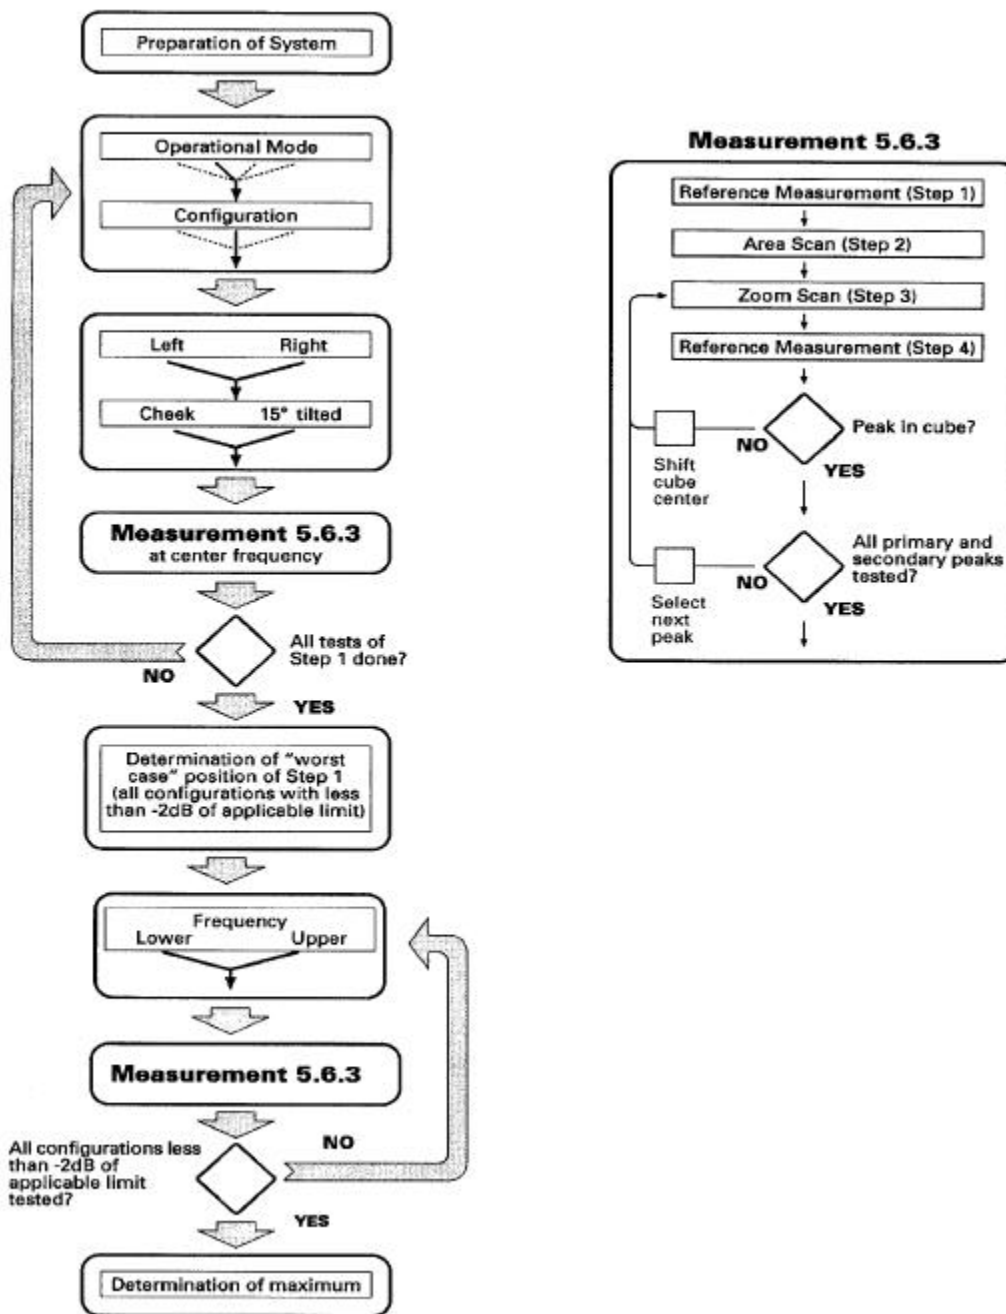 Preparation of System
Operational Mode
Configuration
Left Right
Cheek 15° tilted
Measurement 5.6.3
at center frequency
All tests of
Step 1 done?
NO
YES
Determination of "worst
case" position of Step 1
(all configurations with less
than -2dB of applicable limit)
Frequency
Lower Upper
Measurement 5.6.3
All configurations less
than -2dB of
applicable limit
tested?
NO
YES
Determination of maximum
Measurement 5.6.3
Reference Measurement (Step 1)
Area Scan (Step 2)
Zoom Scan (Step 3)
Reference Measurement (Step 4)
Peak in cube?
NO
YES
Shift
cube
center
All primary and
secondary peaks
tested?
NO
YES
Select
next
peak